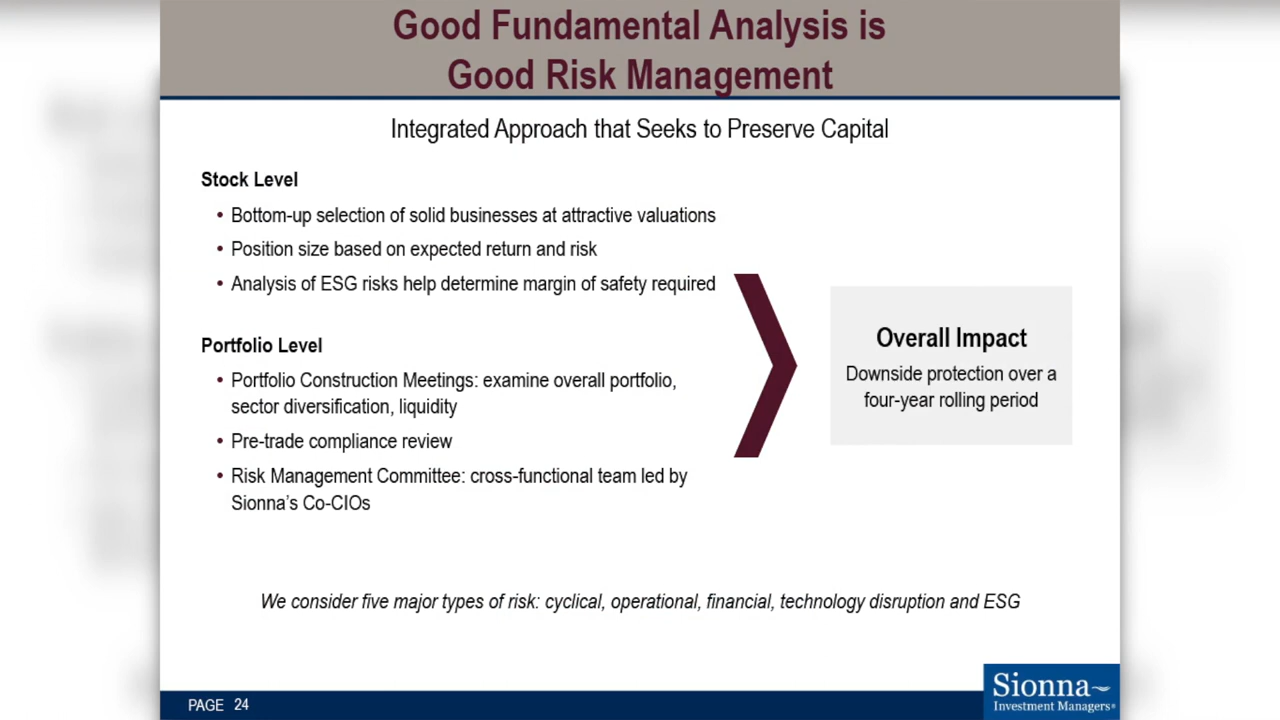 Good Fundamental Analysis is
Good Risk Management
Integrated Approach that Seeks to Preserve Capital
Stock Level
• Bottom-up selection of solid businesses at attractive valuations
• Position size based on expected return and risk
• Analysis of ESG risks help determine margin of safety required
Portfolio Level
• Portfolio Construction Meetings: examine overall portfolio,
sector diversification, liquidity
• Pre-trade compliance review
• Risk Management Committee: cross-functional team led by
Sionna’s Co-CIOs
Overall Impact
Downside protection over a
four-year rolling period
We consider five major types of risk: cyclical, operational, financial, technology disruption and ESG
PAGE 24
Sionna
Investment Managers®